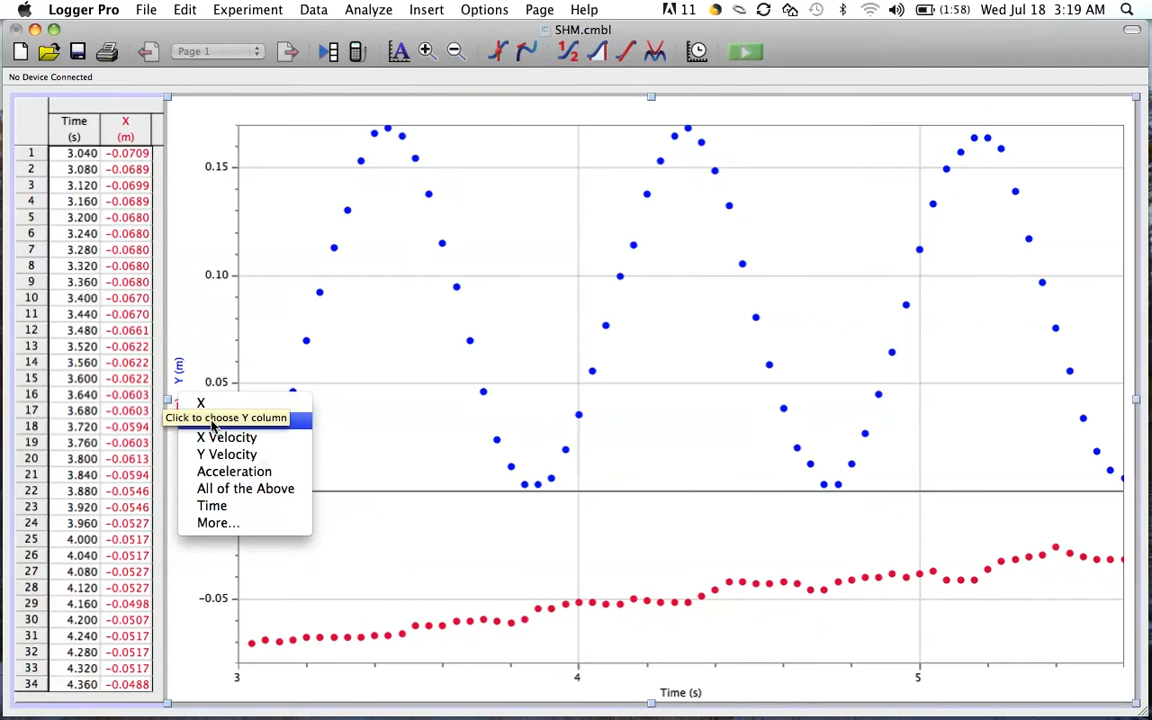 Logger Pro File Edit Experiment Data Analyze Insert Options Page Help 11 (1:58) Wed Jul 18 3:19 AM
SHM.cmbl
Page 1
No Device Connected
Time X
(s) (m)
1 3.040 -0.0709
2 3.080 -0.0689
3 3.120 -0.0699
4 3.160 -0.0689
5 3.200 -0.0680
6 3.240 -0.0680
7 3.280 -0.0680
8 3.320 -0.0680
9 3.360 -0.0680
10 3.400 -0.0670
11 3.440 -0.0670
12 3.480 -0.0661
13 3.520 -0.0622
14 3.560 -0.0622
15 3.600 -0.0622
16 3.640 -0.0603
17 3.680 -0.0603
18 3.720 -0.0594
19 3.760 -0.0603
20 3.800 -0.0613
21 3.840 -0.0594
22 3.880 -0.0546
23 3.920 -0.0546
24 3.960 -0.0527
25 4.000 -0.0517
26 4.040 -0.0517
27 4.080 -0.0527
28 4.120 -0.0527
29 4.160 -0.0498
30 4.200 -0.0507
31 4.240 -0.0517
32 4.280 -0.0517
33 4.320 -0.0517
34 4.360 -0.0488
0.15
0.10
Y (m)
0.05
-0.05
3 4 5
Time (s)
X
Click to choose Y column
X Velocity
Y Velocity
Acceleration
All of the Above
Time
More...